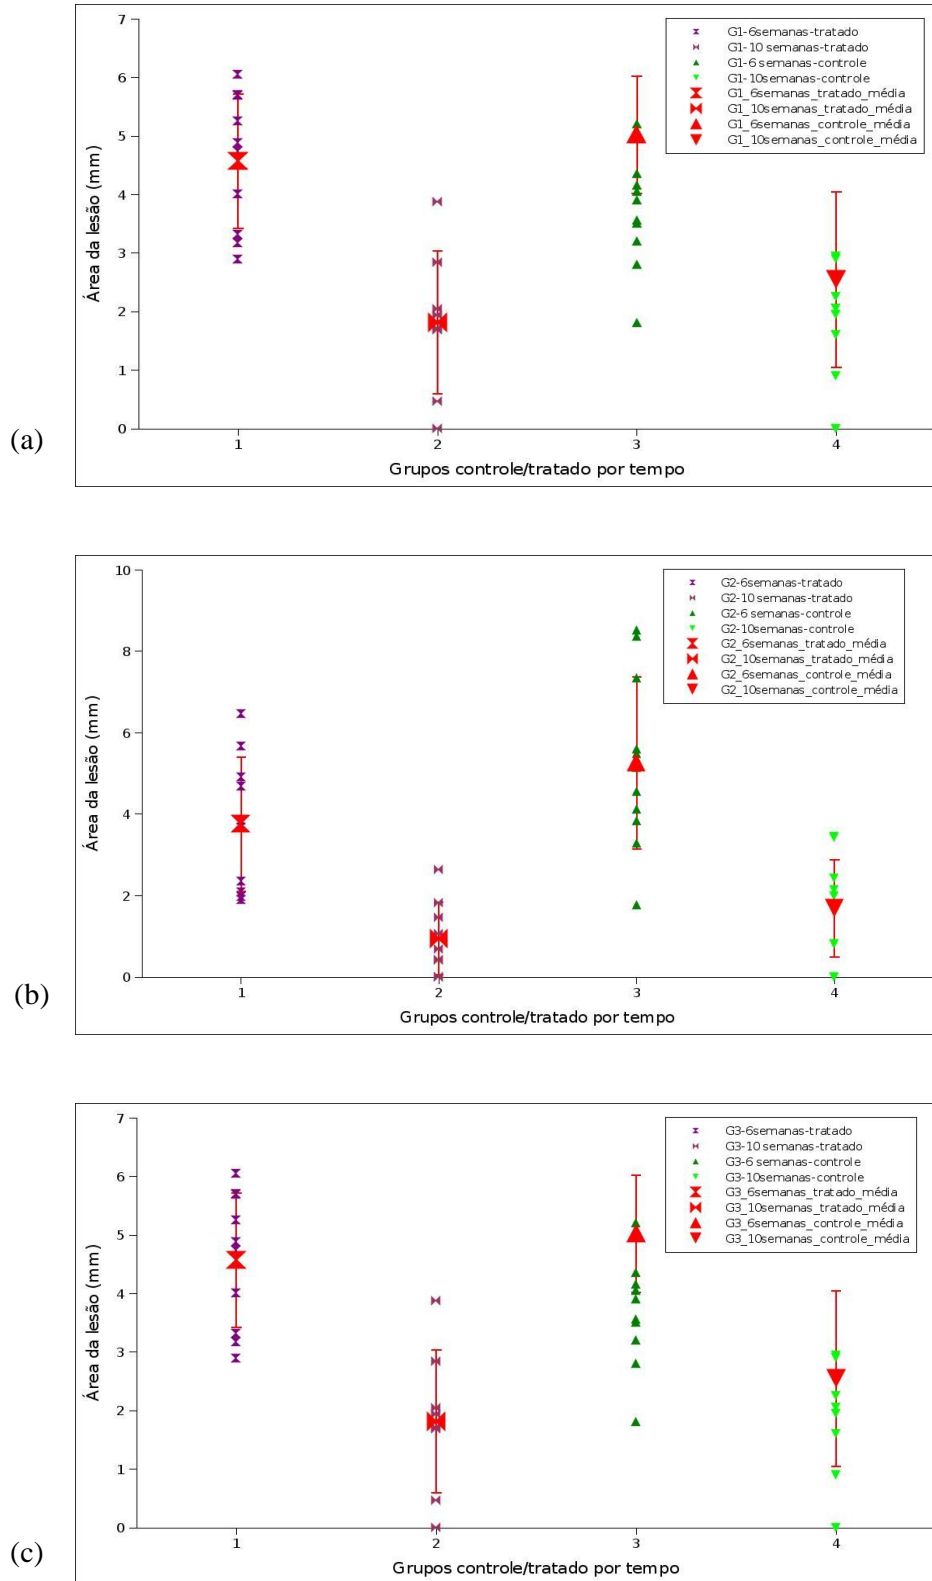 7
6
5
4
3
2
1
0
Área da lesão (mm)
G1-6semanas-tratado
G1-10 semanas-tratado
G1-6 semanas-controle
G1-10semanas-controle
G1_6semanas_tratado_média
G1_10semanas_tratado_média
G1_6semanas_controle_média
G1_10semanas_controle_média
1 2 3 4
Grupos controle/tratado por tempo
(a)
10
8
6
4
2
0
Área da lesão (mm)
G2-6semanas-tratado
G2-10 semanas-tratado
G2-6 semanas-controle
G2-10semanas-controle
G2_6semanas_tratado_média
G2_10semanas_tratado_média
G2_6semanas_controle_média
G2_10semanas_controle_média
1 2 3 4
Grupos controle/tratado por tempo
(b)
7
6
5
4
3
2
1
0
Área da lesão (mm)
G3-6semanas-tratado
G3-10 semanas-tratado
G3-6 semanas-controle
G3-10semanas-controle
G3_6semanas_tratado_média
G3_10semanas_tratado_média
G3_6semanas_controle_média
G3_10semanas_controle_média
1 2 3 4
Grupos controle/tratado por tempo
(c)